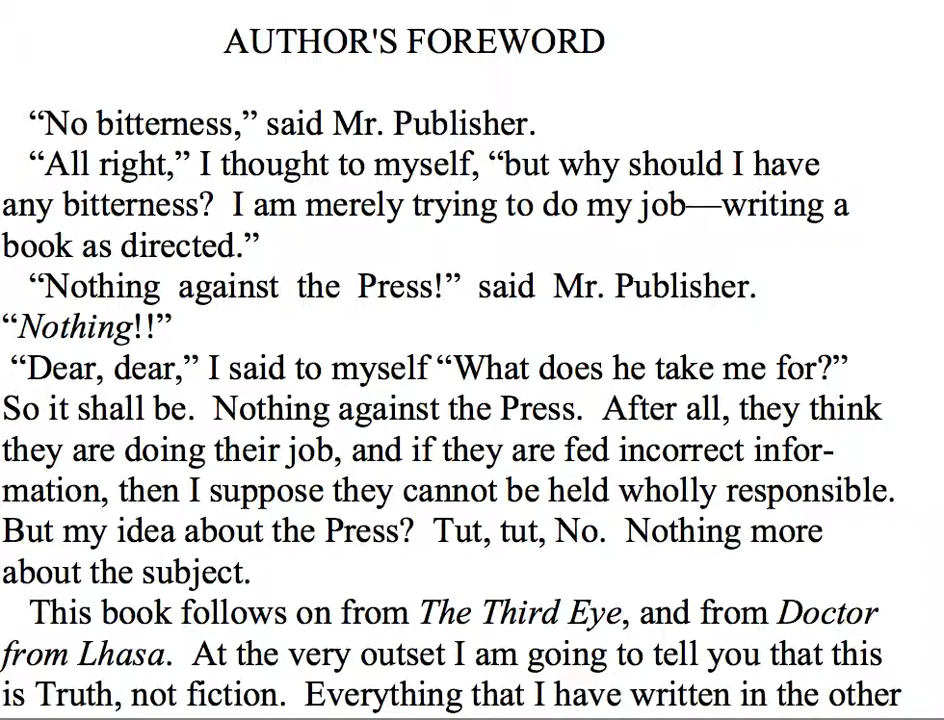 AUTHOR'S FOREWORD
“No bitterness,” said Mr. Publisher.
“All right,” I thought to myself, “but why should I have
any bitterness? I am merely trying to do my job—writing a
book as directed.”
“Nothing against the Press!” said Mr. Publisher.
“Nothing!!”
“Dear, dear,” I said to myself “What does he take me for?”
So it shall be. Nothing against the Press. After all, they think
they are doing their job, and if they are fed incorrect infor-
mation, then I suppose they cannot be held wholly responsible.
But my idea about the Press? Tut, tut, No. Nothing more
about the subject.
This book follows on from The Third Eye, and from Doctor
from Lhasa. At the very outset I am going to tell you that this
is Truth, not fiction. Everything that I have written in the other